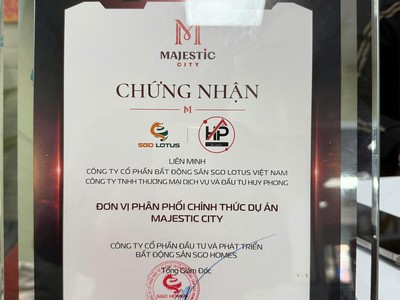 MAJESTIC
CITY
CHỨNG NHẬN
M
SGO LOTUS
HP
LIÊN MINH
CÔNG TY CỔ PHẦN BẤT ĐỘNG SẢN SGO LOTUS VIỆT NAM
CÔNG TY TNHH THƯƠNG MẠI DỊCH VỤ VÀ ĐẦU TƯ HUY PHONG
ĐƠN VỊ PHÂN PHỐI CHÍNH THỨC DỰ ÁN
MAJESTIC CITY
CÔNG TY CỔ PHẦN ĐẦU TƯ VÀ PHÁT TRIỂN
BẤT ĐỘNG SẢN SGO HOMES
Tổng Giám Đốc
SGO HOMES